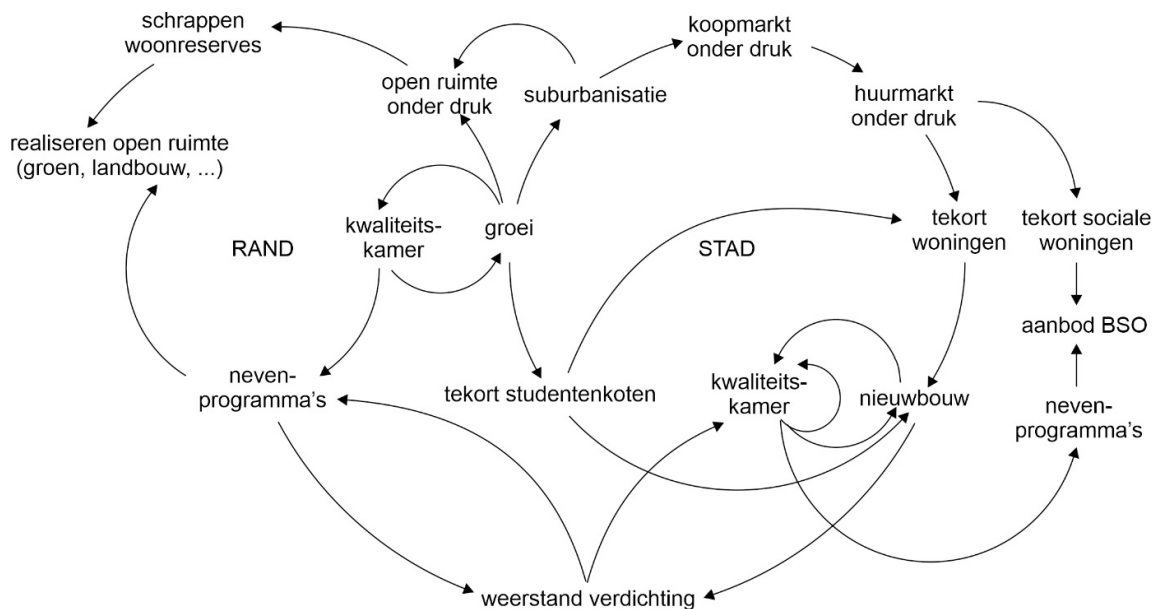 schrappen
woonreserves
koopmarkt
onder druk
open ruimte
onder druk
suburbanisatie
huurmarkt
onder druk
realiseren open ruimte
(groen, landbouw, ...)
kwaliteits-
kamer
groei
RAND
STAD
tekort
woningen
tekort sociale
woningen
aanbod BSO
neven-
programma's
tekort studentenkoten
kwaliteits-
kamer
nieuwbouw
neven-
programma's
weerstand verdichting